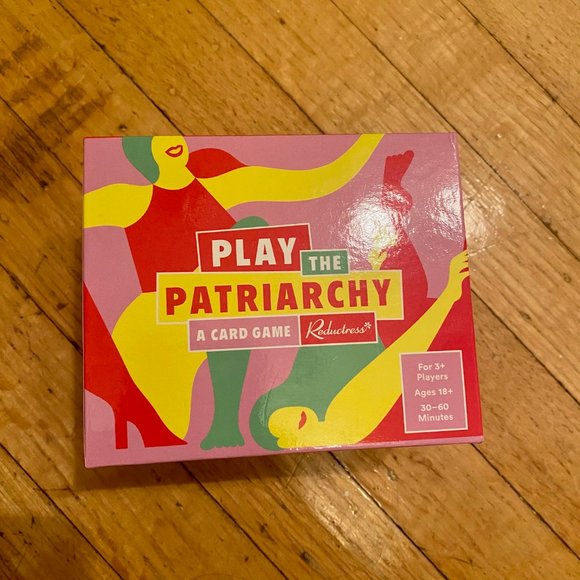 PLAY
THE
PATRIARCHY
A CARD GAME
Reductress*
For 3+
Players
Ages 18+
30–60
Minutes